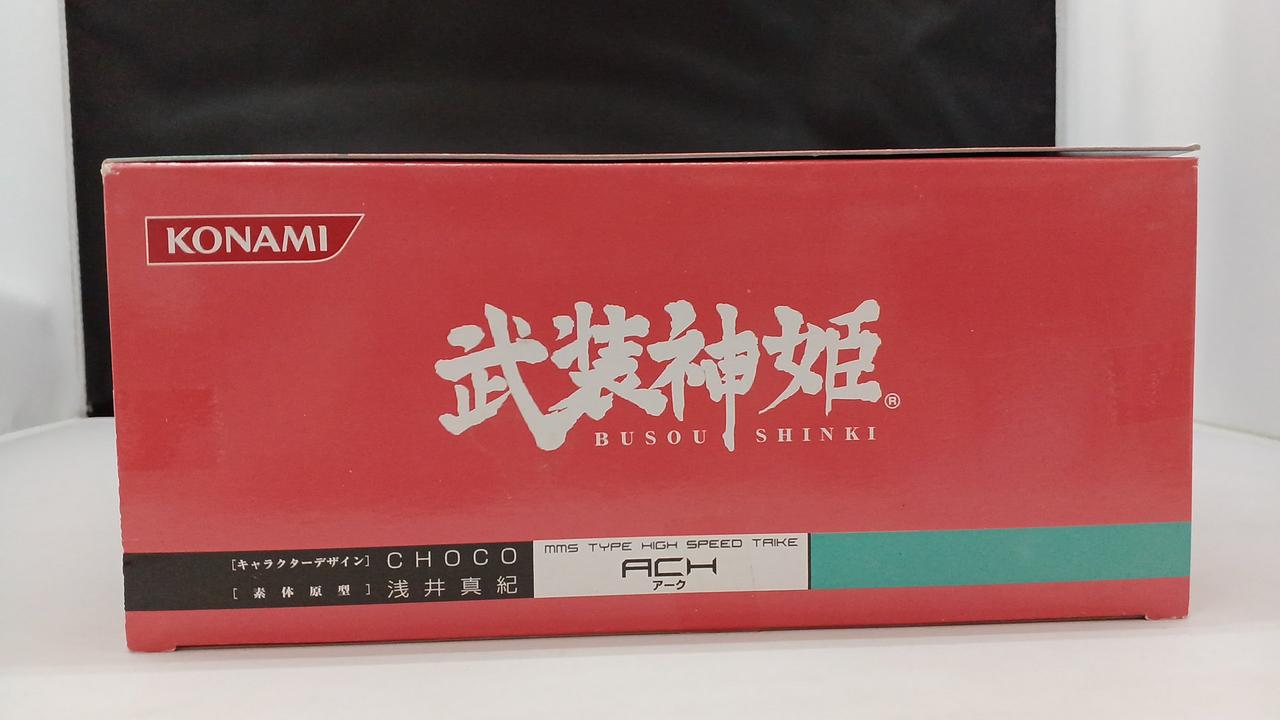 KONAMI
武装神姫®
BUSOU SHINKI
[キャラクターデザイン] CHOCO
[素体原型] 浅井真紀
MMS TYPE HIGH SPEED TRIKE
ACH
アーク